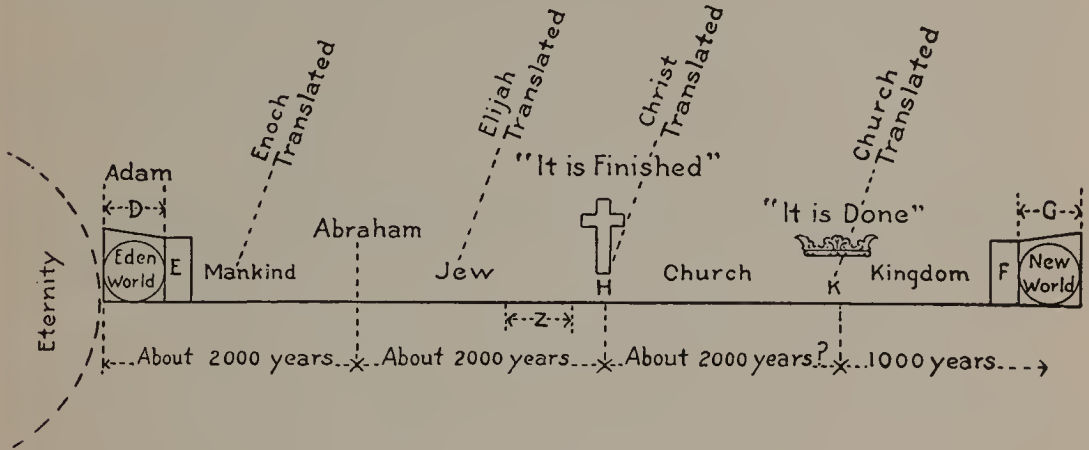 Enoch
Translated
Elijah
Translated
Christ
Translated
Church
Translated
"It is Finished"
Adam
D
Abraham
"It is Done"
G
Eternity
Eden
World
E
Mankind
Jew
H
Church
K
Kingdom
F
New
World
Z
About 2000 years
About 2000 years
About 2000 years?
1000 years